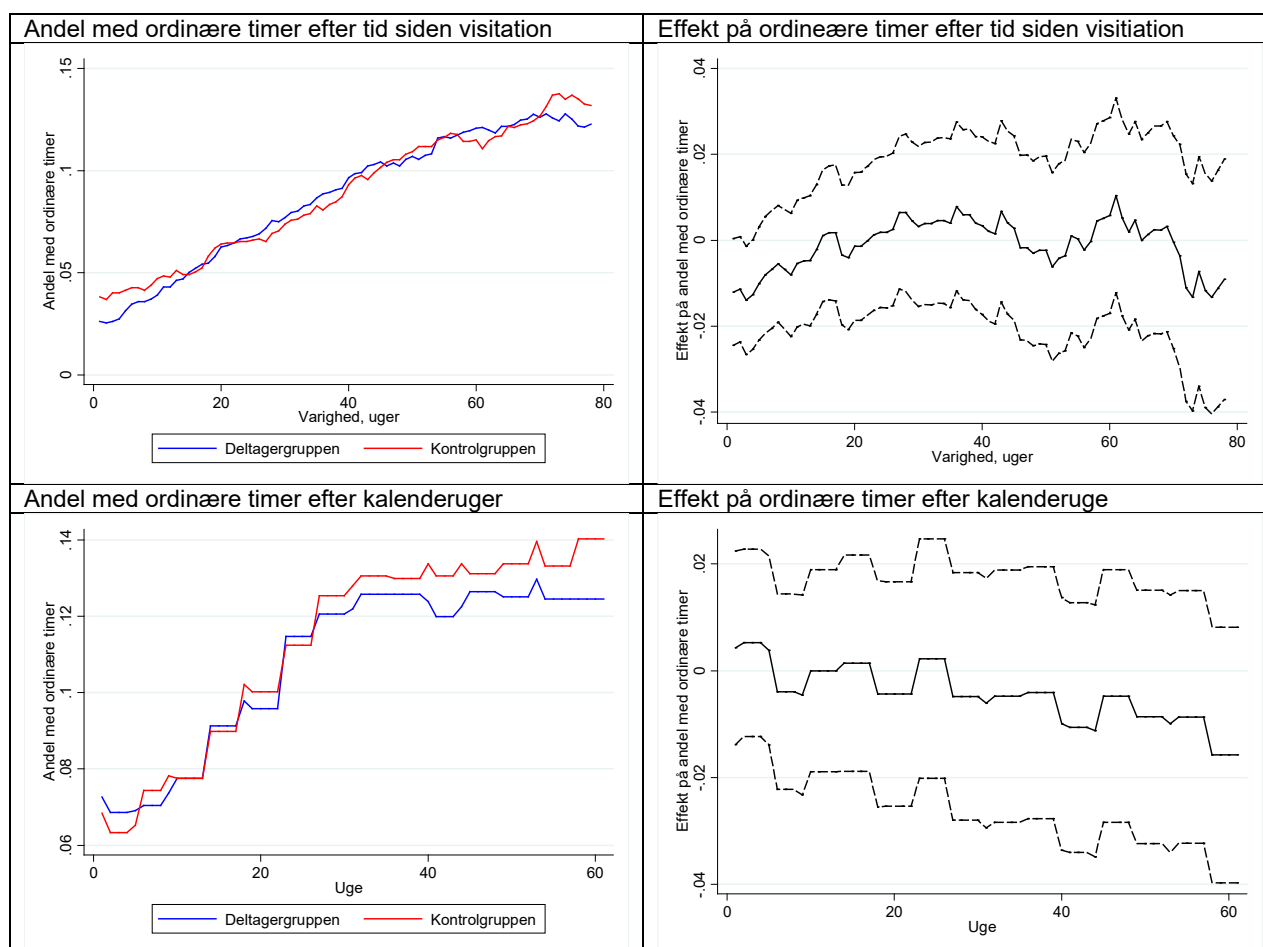 Andel med ordinære timer efter tid siden visitation
Effekt på ordineære timer efter tid siden visitiation
Andel med ordinære timer
.15
.1
.05
0
0 20 40 60 80
Varighed, uger
Deltagergruppen Kontrolgruppen
Effekt på andel med ordinære timer
.04
.02
0
-.02
-.04
0 20 40 60 80
Varighed, uger
Andel med ordinære timer efter kalenderuger
Effekt på ordinære timer efter kalenderuge
Andel med ordinære timer
.14
.12
.1
.08
.06
0 20 40 60
Uge
Deltagergruppen Kontrolgruppen
Effekt på andel med ordinære timer
.02
0
-.02
-.04
0 20 40 60
Uge